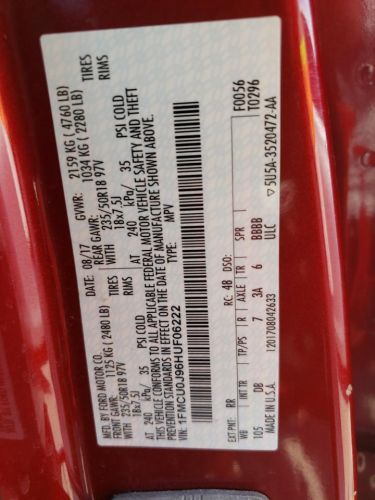 MFD. BY FORD MOTOR CO.
08/17 GVWR: 2159 KG ( 4760 LB)
FRONT GAWR: 1125 KG ( 2480 LB) REAR GAWR: 1034 KG ( 2280 LB)
WITH 235/50R18 97V TIRES WITH 235/50R18 97V TIRES
18x7.5J RIMS 18x7.5J RIMS
AT 240 kPa/ 35 PSI COLD AT 240 kPa/ 35 PSI COLD
THIS VEHICLE CONFORMS TO ALL APPLICABLE FEDERAL MOTOR VEHICLE SAFETY AND THEFT
PREVENTION STANDARDS IN EFFECT ON THE DATE OF MANUFACTURE SHOWN ABOVE.
VIN: 1FMCU0J96HUF06222
TYPE: MPV
F0056
T0296
EXT PNT: RR RC: 4B DSO:
WB INT TR TP/PS R AXLE TR SPR
105 DB 7 3A 6 BBBB
MADE IN U.S.A. 1201708042633 ULC
5U5A-3520472-AA